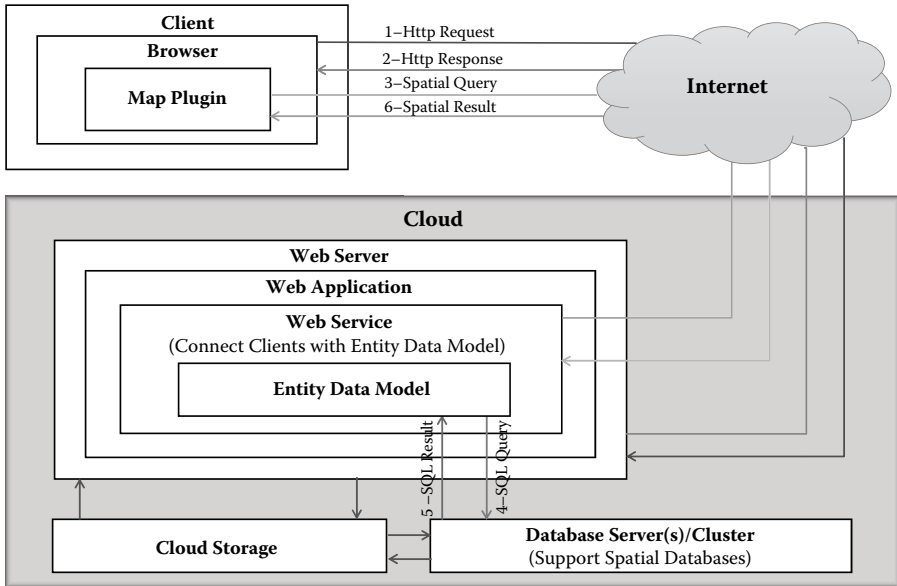 Client
Browser
Map Plugin
1–Http Request
2–Http Response
3–Spatial Query
6–Spatial Result
Internet
Cloud
Web Server
Web Application
Web Service
(Connect Clients with Entity Data Model)
Entity Data Model
5 –SQL Result
4–SQL Query
Cloud Storage
Database Server(s)/Cluster
(Support Spatial Databases)